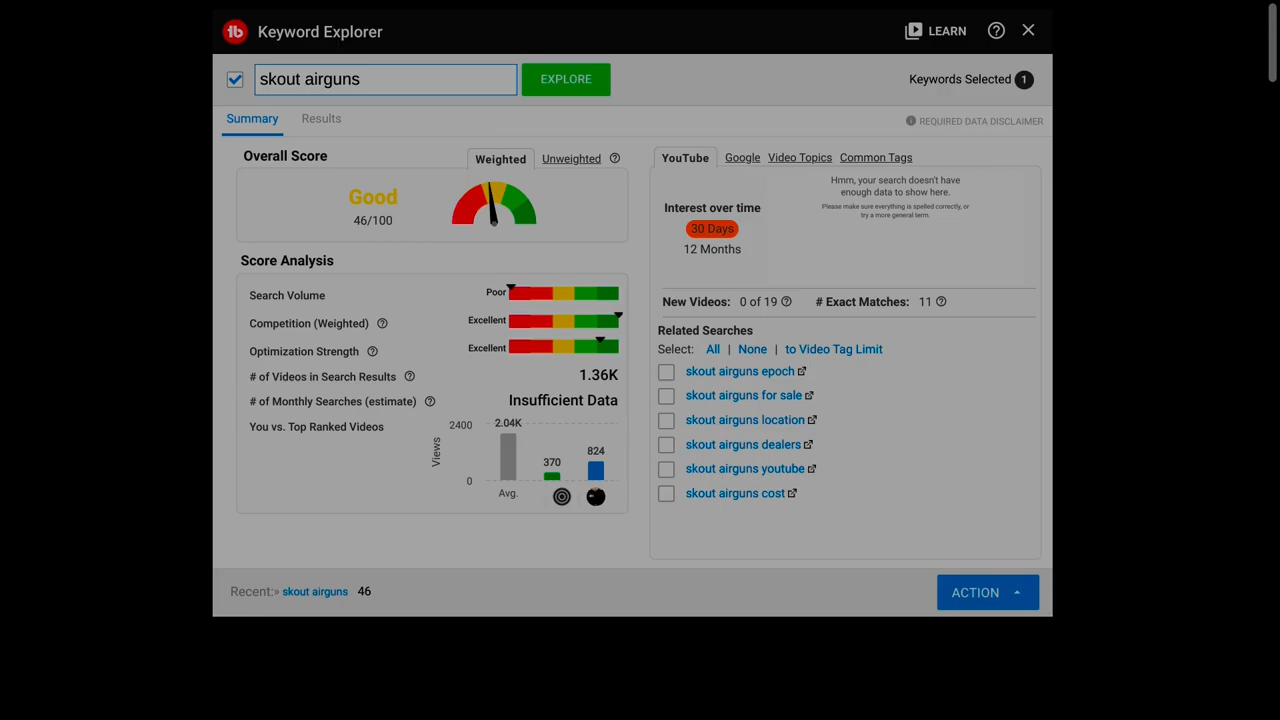 tb Keyword Explorer
LEARN
skout airguns
EXPLORE
Keywords Selected 1
Summary
Results
REQUIRED DATA DISCLAIMER
Overall Score
Weighted
Unweighted
Good
46/100
Score Analysis
Search Volume
Poor
Competition (Weighted)
Excellent
Optimization Strength
Excellent
# of Videos in Search Results
1.36K
# of Monthly Searches (estimate)
Insufficient Data
You vs. Top Ranked Videos
Views
2400
0
2.04K
370
824
Avg.
YouTube
Google
Video Topics
Common Tags
Hmm, your search doesn't have
enough data to show here.
Please make sure everything is spelled correctly, or
try a more general term.
Interest over time
30 Days
12 Months
New Videos: 0 of 19
# Exact Matches: 11
Related Searches
Select: All | None | to Video Tag Limit
skout airguns epoch
skout airguns for sale
skout airguns location
skout airguns dealers
skout airguns youtube
skout airguns cost
Recent:» skout airguns 46
ACTION